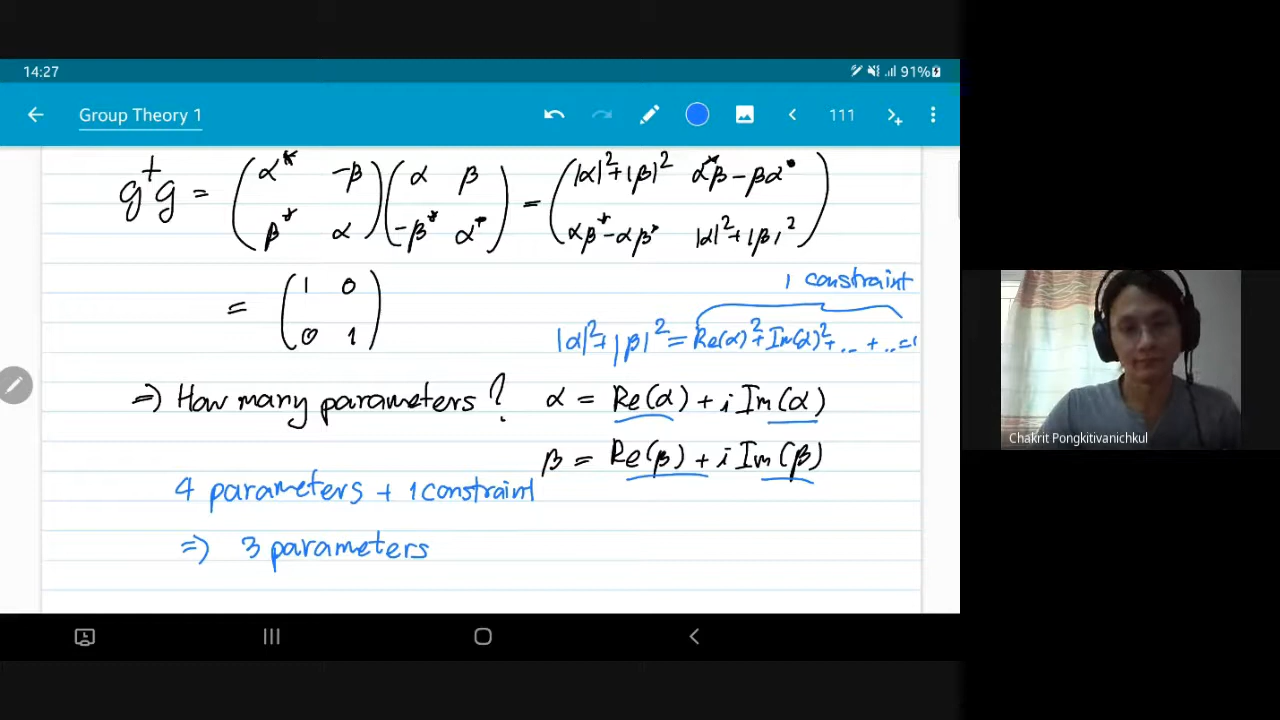 14:27 91%
Group Theory 1 111
g†g = (α* -β; β* α)(α β; -β* α*) = (|α|²+|β|² α*β-βα*; αβ*-αβ* |α|²+|β|²)
= (1 0; 0 1)
1 constraint
|α|²+|β|² = Re(α)²+Im(α)²+..+..=1
⇒ How many parameters? α = Re(α) + i Im(α)
β = Re(β) + i Im(β)
4 parameters + 1 constraint
⇒ 3 parameters
Chakrit Pongkitivanichkul